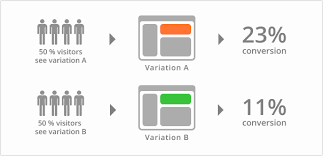 50 % visitors
see variation A
Variation A
23%
conversion
50 % visitors
see variation B
Variation B
11%
conversion